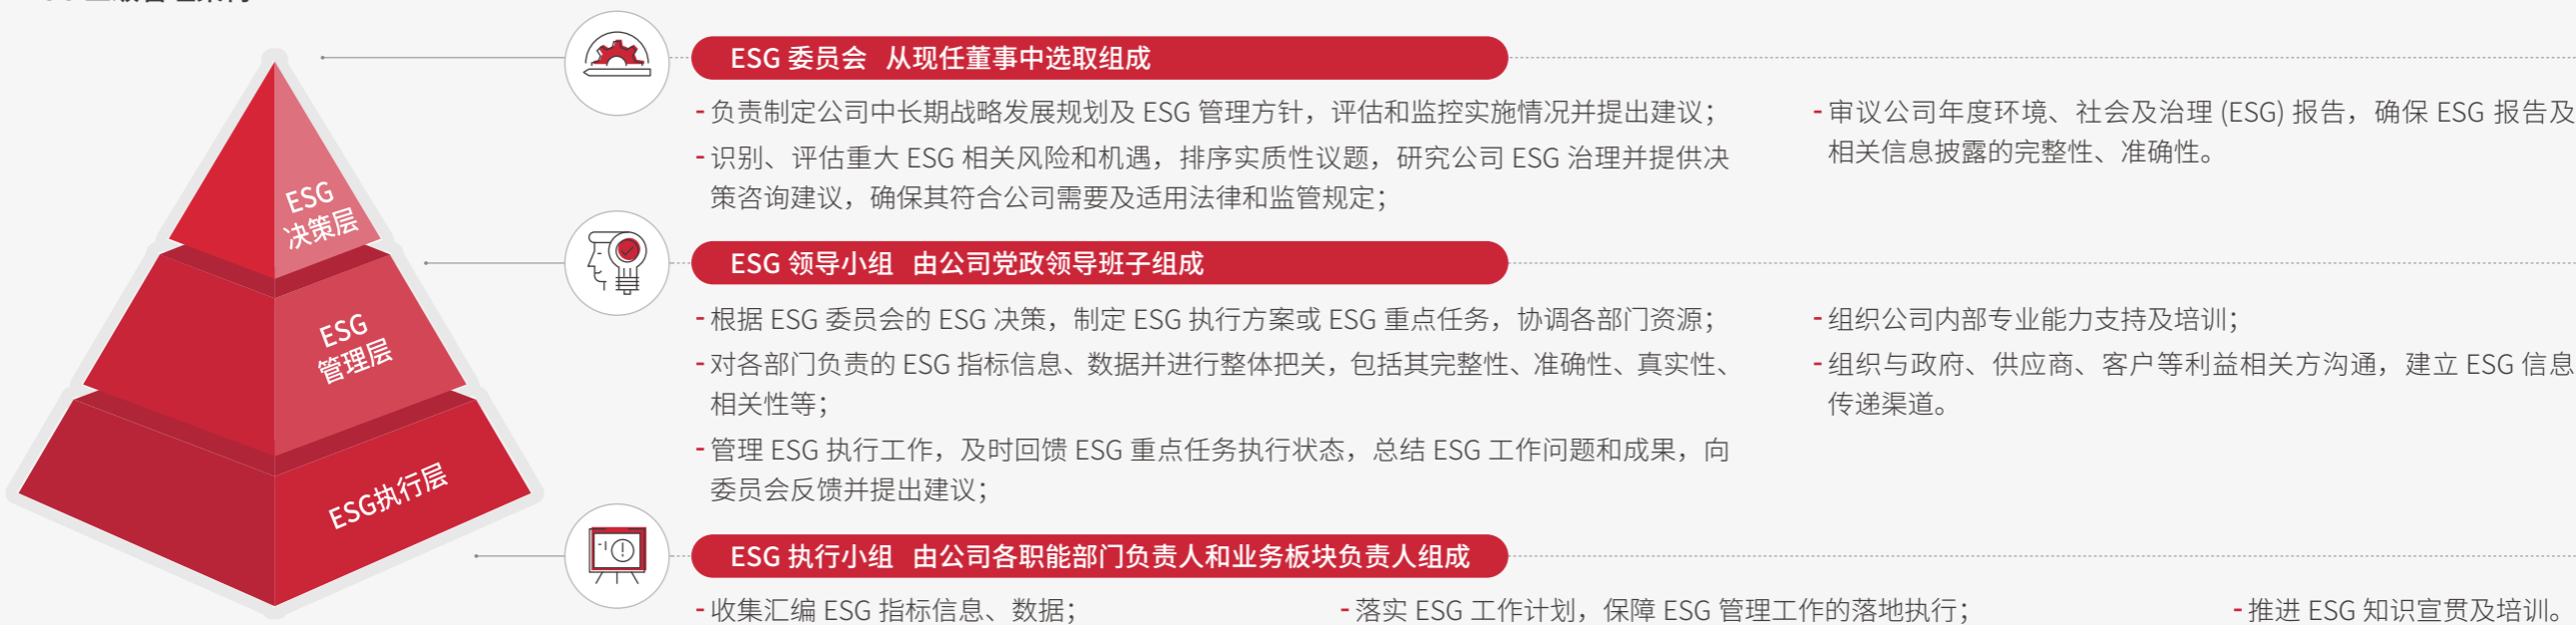 ESG
决策层
ESG
管理层
ESG执行层
ESG 委员会 从现任董事中选取组成
- 负责制定公司中长期战略发展规划及 ESG 管理方针，评估和监控实施情况并提出建议；
- 识别、评估重大 ESG 相关风险和机遇，排序实质性议题，研究公司 ESG 治理并提供决
策咨询建议，确保其符合公司需要及适用法律和监管规定；
- 审议公司年度环境、社会及治理 (ESG) 报告，确保 ESG 报告及
相关信息披露的完整性、准确性。
ESG 领导小组 由公司党政领导班子组成
- 根据 ESG 委员会的 ESG 决策，制定 ESG 执行方案或 ESG 重点任务，协调各部门资源；
- 对各部门负责的 ESG 指标信息、数据并进行整体把关，包括其完整性、准确性、真实性、
相关性等；
- 管理 ESG 执行工作，及时回馈 ESG 重点任务执行状态，总结 ESG 工作问题和成果，向
委员会反馈并提出建议；
- 组织公司内部专业能力支持及培训；
- 组织与政府、供应商、客户等利益相关方沟通，建立 ESG 信息
传递渠道。
ESG 执行小组 由公司各职能部门负责人和业务板块负责人组成
- 收集汇编 ESG 指标信息、数据；
- 落实 ESG 工作计划，保障 ESG 管理工作的落地执行；
- 推进 ESG 知识宣贯及培训。